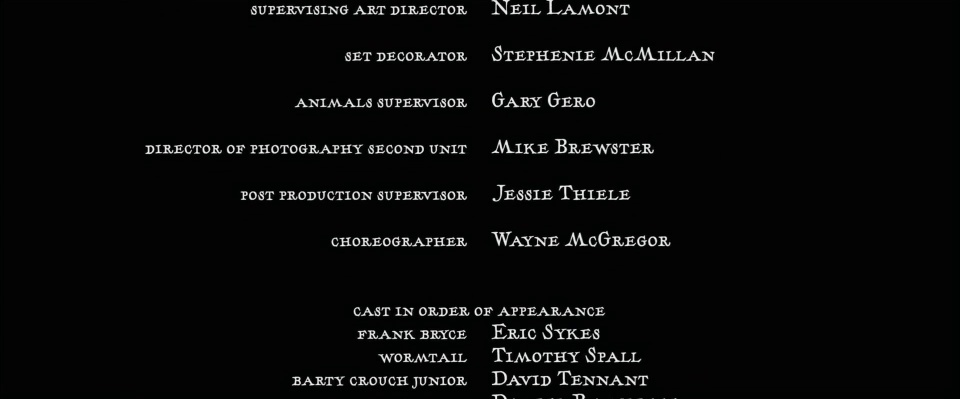 SUPERVISING ART DIRECTOR NEIL LAMONT
SET DECORATOR STEPHENIE MCMILLAN
ANIMALS SUPERVISOR GARY GERO
DIRECTOR OF PHOTOGRAPHY SECOND UNIT MIKE BREWSTER
POST PRODUCTION SUPERVISOR JESSIE THIELE
CHOREOGRAPHER WAYNE MCGREGOR
CAST IN ORDER OF APPEARANCE
FRANK BRYCE ERIC SYKES
WORMTAIL TIMOTHY SPALL
BARTY CROUCH JUNIOR DAVID TENNANT